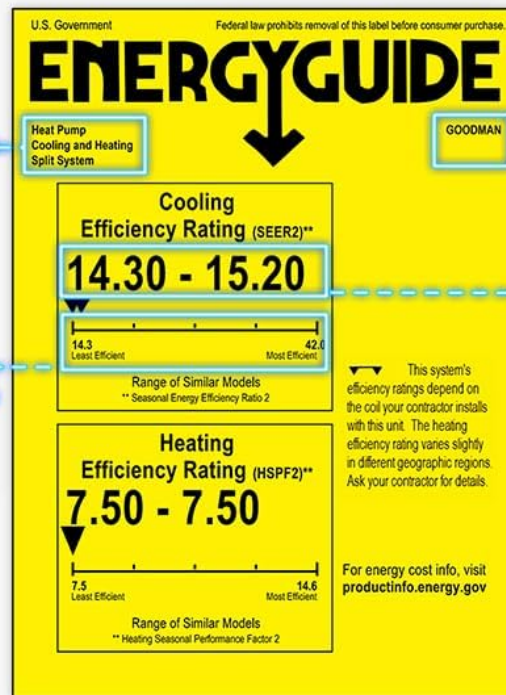 U.S. Government
Federal law prohibits removal of this label before consumer purchase.
ENERGYGUIDE
Heat Pump
Cooling and Heating
Split System
GOODMAN
Cooling
Efficiency Rating (SEER2)**
14.30 - 15.20
14.3
Least Efficient
42.0
Most Efficient
Range of Similar Models
** Seasonal Energy Efficiency Ratio 2
This system's
efficiency ratings depend on
the coil your contractor installs
with this unit. The heating
efficiency rating varies slightly
in different geographic regions.
Ask your contractor for details.
Heating
Efficiency Rating (HSPF2)**
7.50 - 7.50
7.5
Least Efficient
14.6
Most Efficient
Range of Similar Models
** Heating Seasonal Performance Factor 2
For energy cost info, visit
productinfo.energy.gov